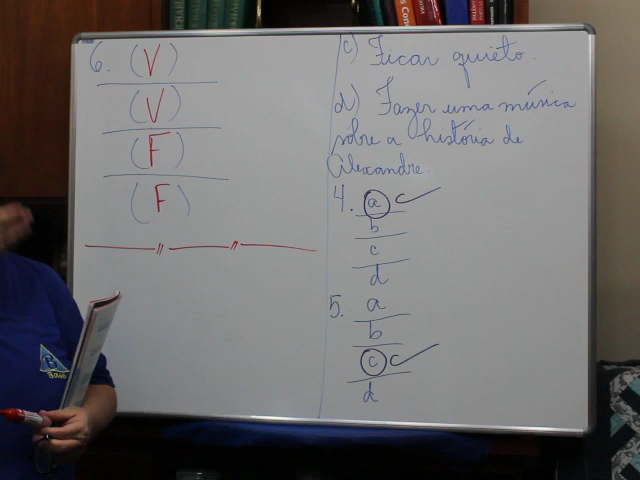 6. (V)
(V)
(F)
(F)
c) Ficar quieto.
d) Fazer uma música
sobre a história de
Alexandre.
4. a c
b
c
d
5. a
b
c c
d